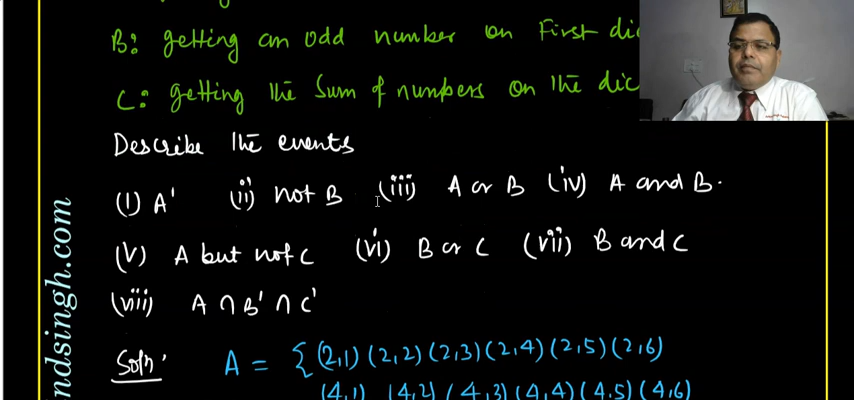 B: getting an odd number on First dic
C: getting the Sum of numbers on the dic
Describe the events
(i) A' (ii) not B (iii) A or B (iv) A and B.
(v) A but not C (vi) B or C (vii) B and C
(viii) A ∩ B' ∩ C'
Soln. A = {(2,1) (2,2) (2,3) (2,4) (2,5) (2,6)
(4,1) (4,2) (4,3) (4,4) (4,5) (4,6)
ndsingh.com